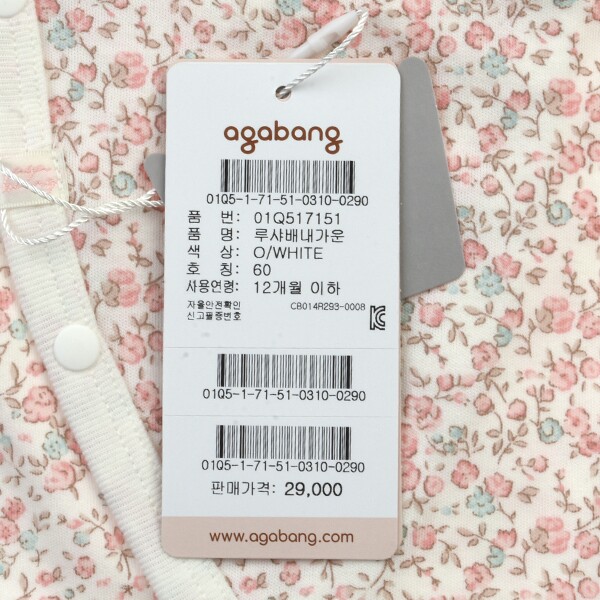 agabang
01Q5-1-71-51-0310-0290
품 번: 01Q517151
품 명: 루샤배내가운
색 상: O/WHITE
호 칭: 60
사용연령: 12개월 이하
자율안전확인
신고필증번호
CB014R293-0008
01Q5-1-71-51-0310-0290
01Q5-1-71-51-0310-0290
판매가격: 29,000
www.agabang.com